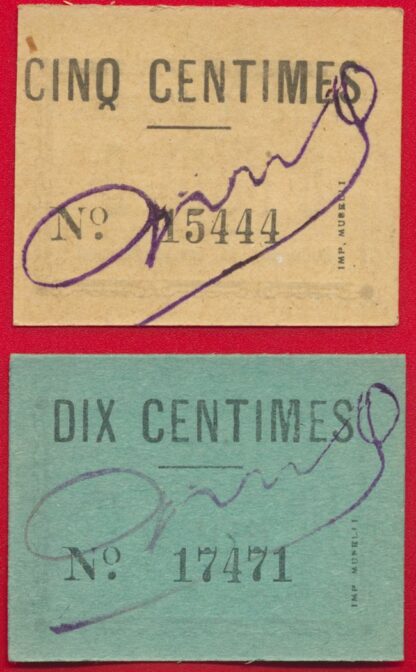 CINQ CENTIMES
Nº. 15444
IMP. MUSELLI
DIX CENTIMES
Nº. 17471
IMP MUSELLI